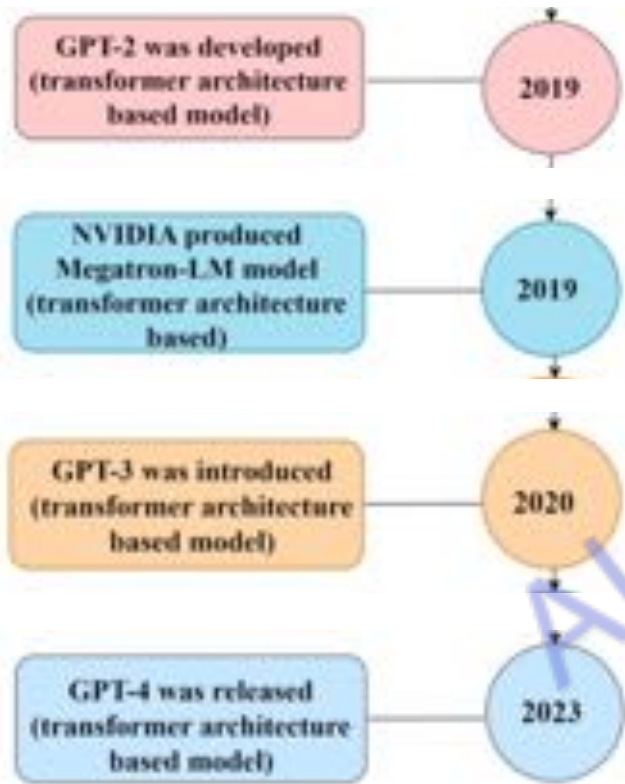 GPT-2 was developed
(transformer architecture
based model)
2019
NVIDIA produced
Megatron-LM model
(transformer architecture
based)
2019
GPT-3 was introduced
(transformer architecture
based model)
2020
GPT-4 was released
(transformer architecture
based model)
2023